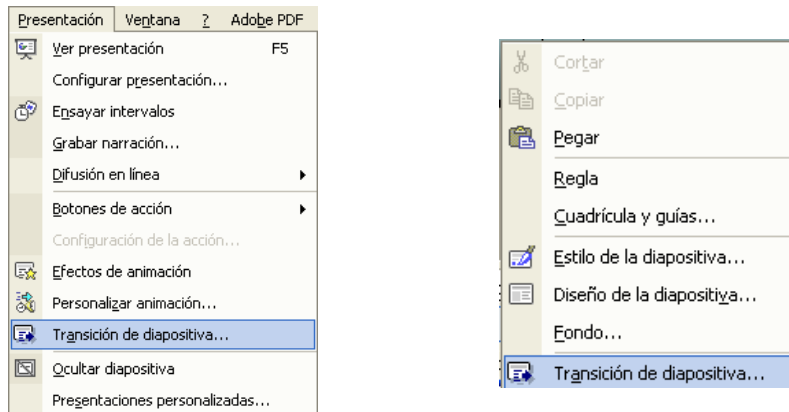 Presentación Ventana ? Adobe PDF
Ver presentación F5
Configurar presentación...
Ensayar intervalos
Grabar narración...
Difusión en línea
Botones de acción
Configuración de la acción...
Efectos de animación
Personalizar animación...
Transición de diapositiva...
Ocultar diapositiva
Presentaciones personalizadas...
Cortar
Copiar
Pegar
Regla
Cuadrícula y guías...
Estilo de la diapositiva...
Diseño de la diapositiva...
Fondo...
Transición de diapositiva...